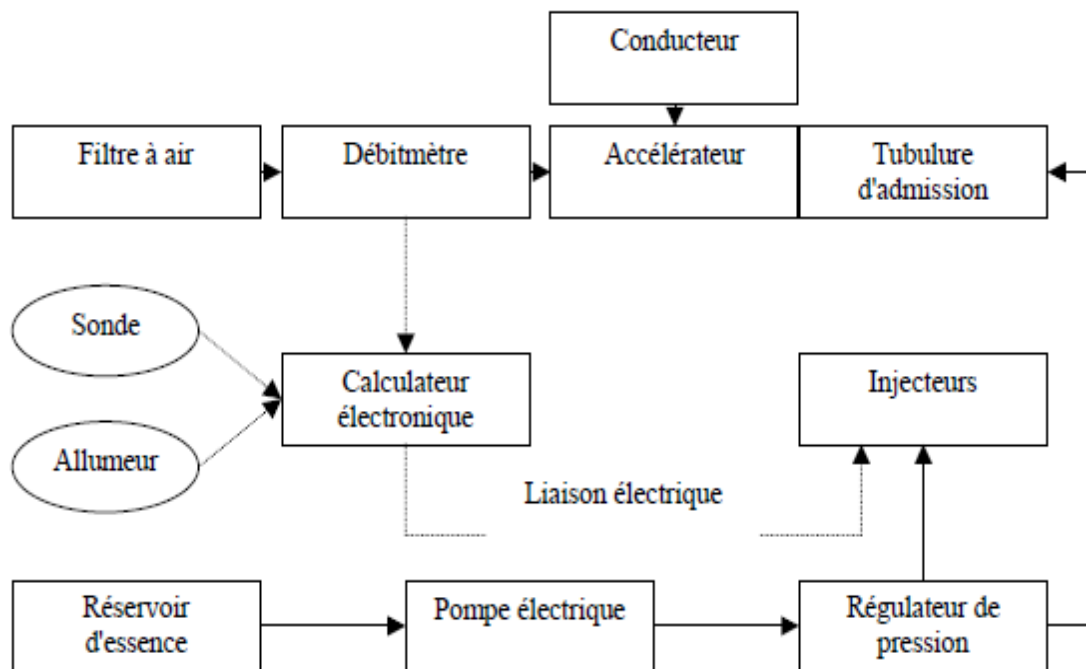 Conducteur
Filtre à air
Débitmètre
Accélérateur
Tubulure
d'admission
Sonde
Calculateur
électronique
Injecteurs
Allumeur
Liaison électrique
Réservoir
d'essence
Pompe électrique
Régulateur de
pression